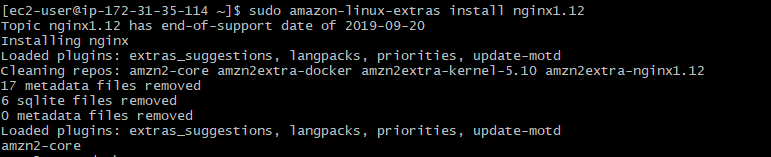 [ec2-user@ip-172-31-35-114 ~]$ sudo amazon-linux-extras install nginx1.12
Topic nginx1.12 has end-of-support date of 2019-09-20
Installing nginx
Loaded plugins: extras_suggestions, langpacks, priorities, update-motd
Cleaning repos: amzn2-core amzn2extra-docker amzn2extra-kernel-5.10 amzn2extra-nginx1.12
17 metadata files removed
6 sqlite files removed
0 metadata files removed
Loaded plugins: extras_suggestions, langpacks, priorities, update-motd
amzn2-core